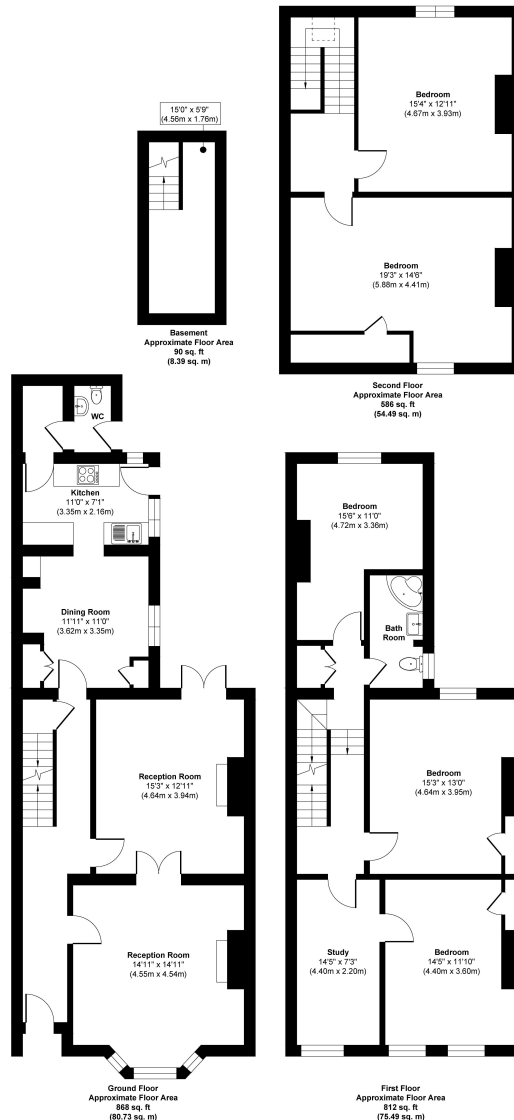 15'0" x 5'9"
(4.56m x 1.76m)
Basement
Approximate Floor Area
90 sq. ft
(8.39 sq. m)
Bedroom
15'4" x 12'11"
(4.67m x 3.93m)
Bedroom
19'3" x 14'6"
(5.88m x 4.41m)
Second Floor
Approximate Floor Area
586 sq. ft
(54.49 sq. m)
WC
Kitchen
11'0" x 7'1"
(3.35m x 2.16m)
Dining Room
11'11" x 11'0"
(3.62m x 3.35m)
Reception Room
15'3" x 12'11"
(4.64m x 3.94m)
Reception Room
14'11" x 14'11"
(4.55m x 4.54m)
Ground Floor
Approximate Floor Area
868 sq. ft
(80.73 sq. m)
Bedroom
15'6" x 11'0"
(4.72m x 3.36m)
Bath
Room
Bedroom
15'3" x 13'0"
(4.64m x 3.95m)
Study
14'5" x 7'3"
(4.40m x 2.20m)
Bedroom
14'5" x 11'10"
(4.40m x 3.60m)
First Floor
Approximate Floor Area
812 sq. ft
(75.49 sq. m)